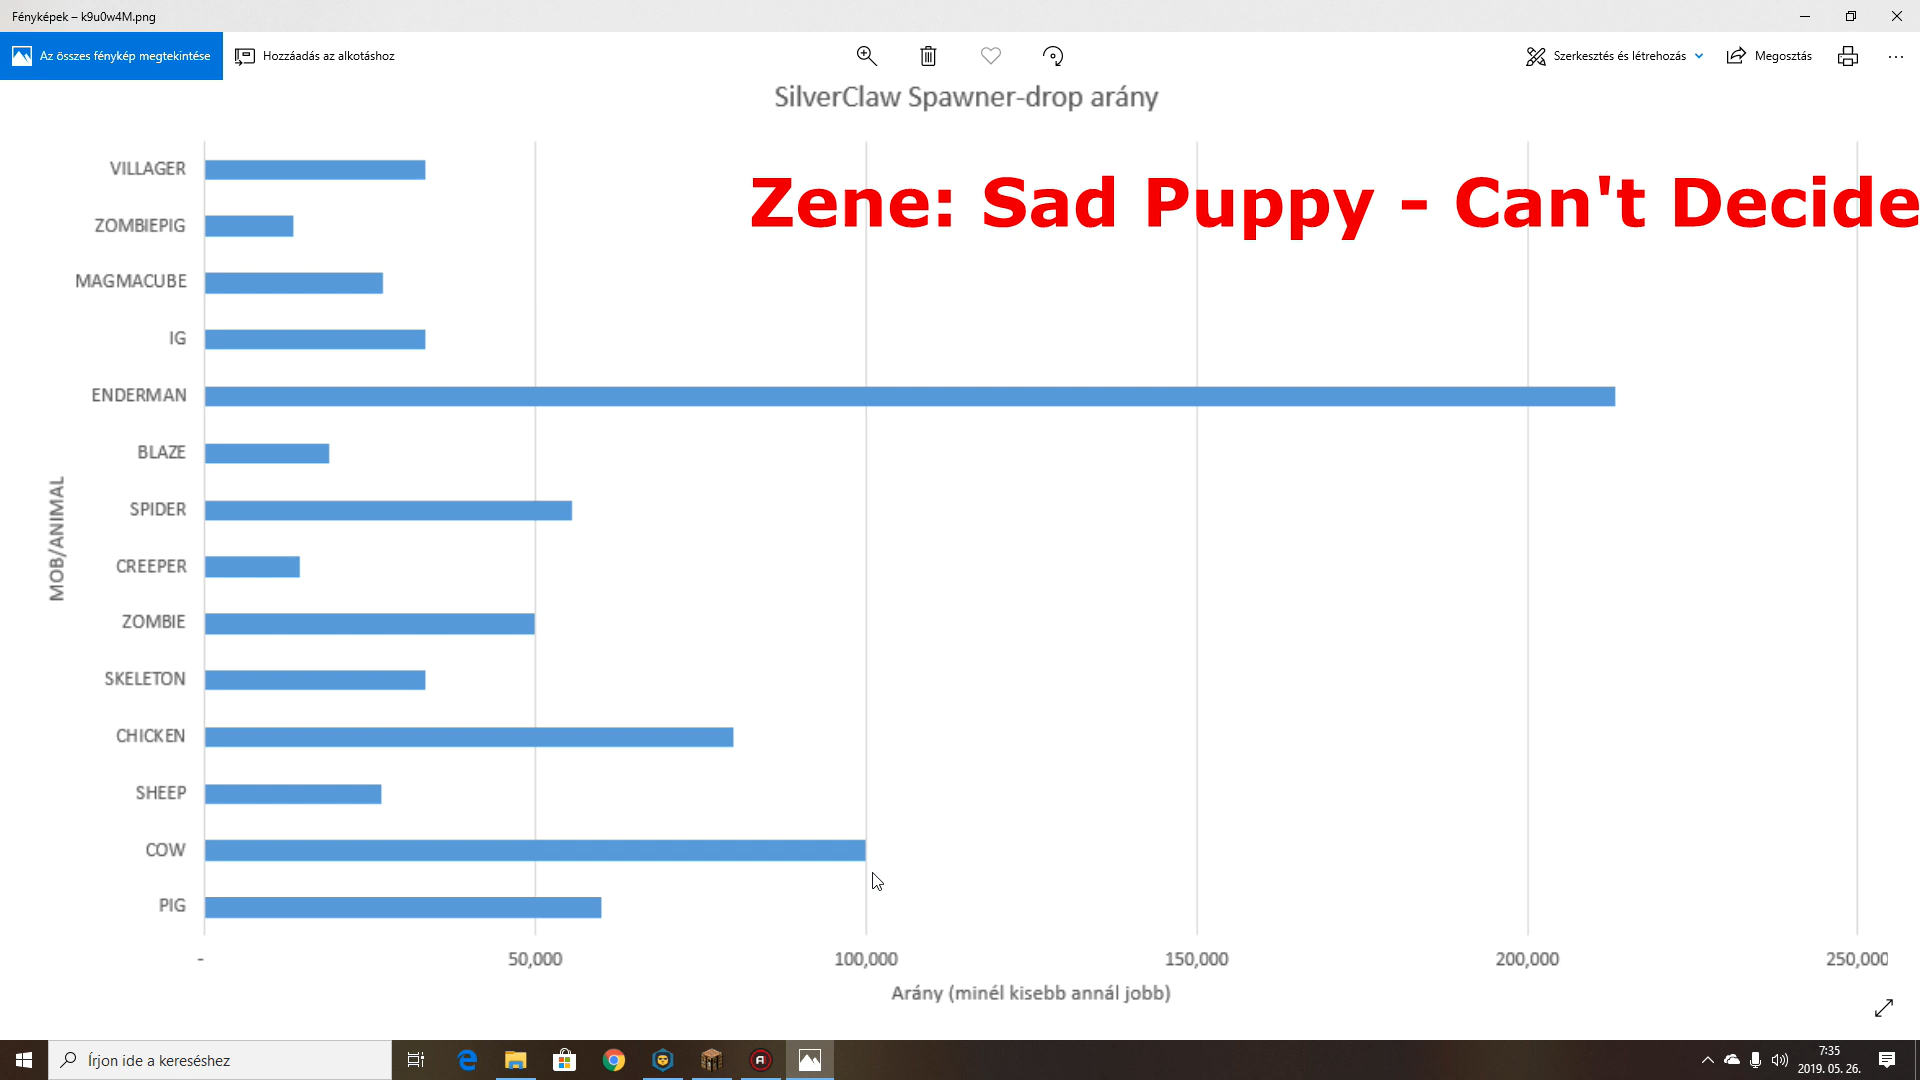 Fényképek – k9u0w4M.png
Az összes fénykép megtekintése
Hozzáadás az alkotáshoz
Szerkesztés és létrehozás
Megosztás
SilverClaw Spawner-drop arány
Zene: Sad Puppy - Can't Decide
VILLAGER
ZOMBIEPIG
MAGMACUBE
IG
ENDERMAN
BLAZE
SPIDER
CREEPER
ZOMBIE
SKELETON
CHICKEN
SHEEP
COW
PIG
MOB/ANIMAL
- 50,000 100,000 150,000 200,000 250,000
Arány (minél kisebb annál jobb)
Írjon ide a kereséshez
7:35
2019. 05. 26.